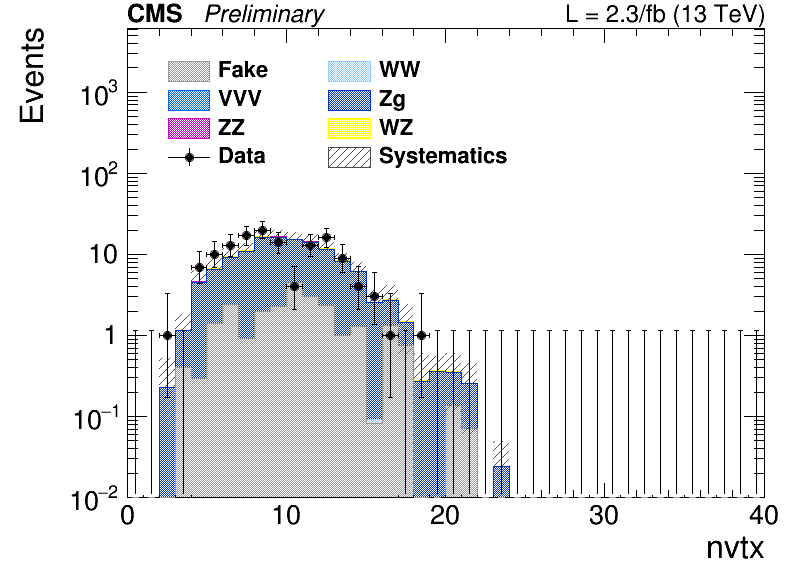 CMS Preliminary L = 2.3/fb (13 TeV)
Events
Fake WW
VVV Zg
ZZ WZ
Data Systematics
10³
10²
10
1
10⁻¹
10⁻²
0 10 20 30 40
nvtx